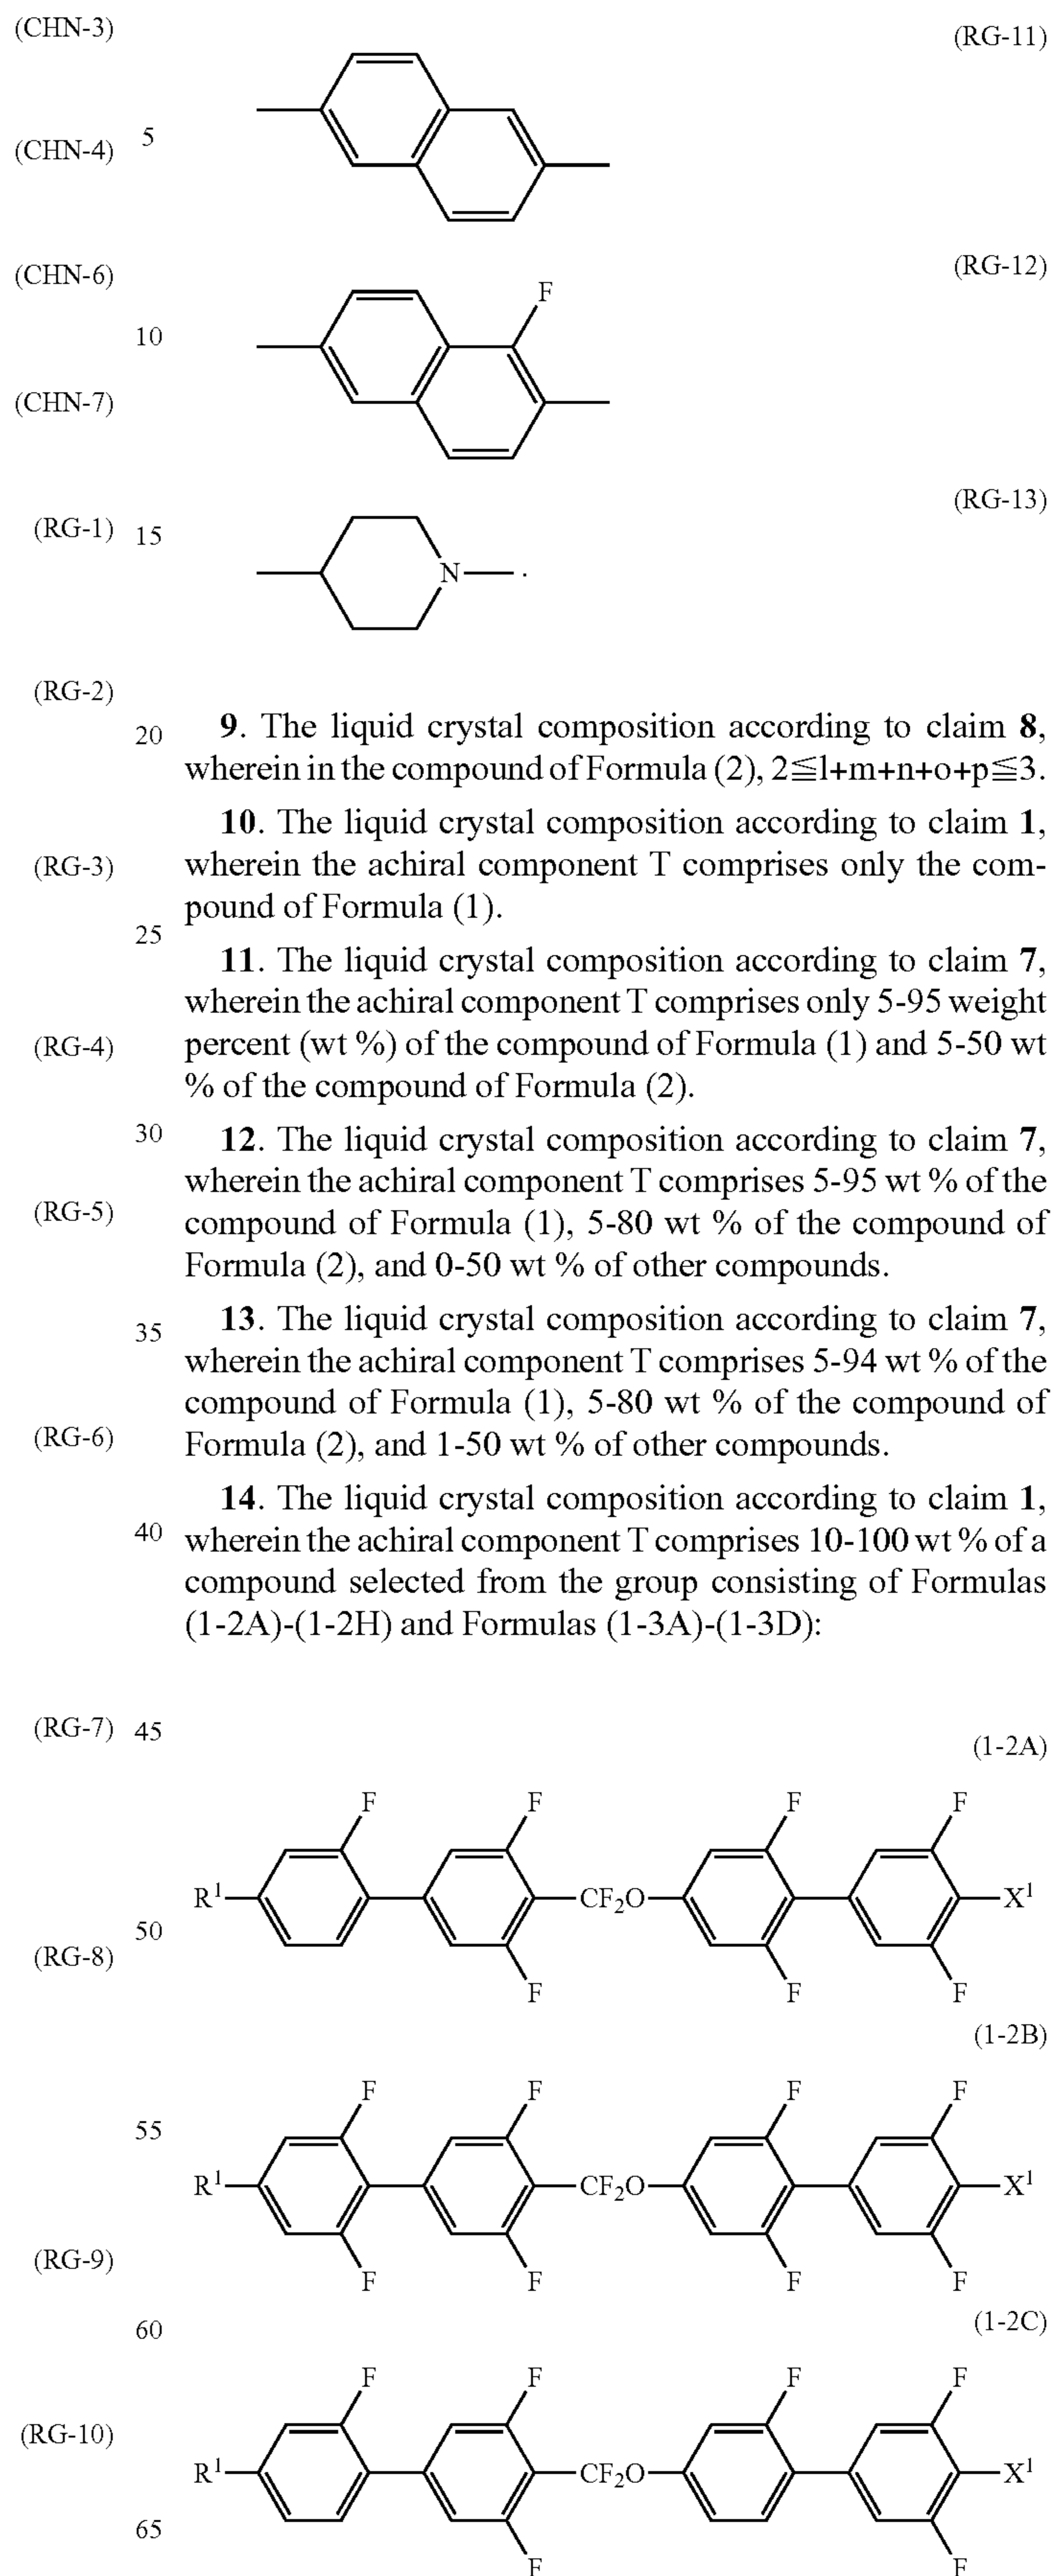 (CHN-3)
(RG-11)
(CHN-4) 5
(CHN-6)
(RG-12)
F
10
(CHN-7)
(RG-13)
(RG-1) 15
N
.
(RG-2)
20 9. The liquid crystal composition according to claim 8,
wherein in the compound of Formula (2), 2≦l+m+n+o+p≦3.
10. The liquid crystal composition according to claim 1,
(RG-3) wherein the achiral component T comprises only the com-
pound of Formula (1).
25
11. The liquid crystal composition according to claim 7,
wherein the achiral component T comprises only 5-95 weight
(RG-4) percent (wt %) of the compound of Formula (1) and 5-50 wt
% of the compound of Formula (2).
30 12. The liquid crystal composition according to claim 7,
wherein the achiral component T comprises 5-95 wt % of the
(RG-5) compound of Formula (1), 5-80 wt % of the compound of
Formula (2), and 0-50 wt % of other compounds.
35 13. The liquid crystal composition according to claim 7,
wherein the achiral component T comprises 5-94 wt % of the
compound of Formula (1), 5-80 wt % of the compound of
(RG-6) Formula (2), and 1-50 wt % of other compounds.
14. The liquid crystal composition according to claim 1,
40 wherein the achiral component T comprises 10-100 wt % of a
compound selected from the group consisting of Formulas
(1-2A)-(1-2H) and Formulas (1-3A)-(1-3D):
(RG-7) 45
(1-2A)
F F F F
R¹ CF₂O X¹
50
(RG-8)
F F F
(1-2B)
F F F F
55
R¹ CF₂O X¹
(RG-9)
F F F F
(1-2C)
60
F F F F
(RG-10)
R¹ CF₂O X¹
65
F F